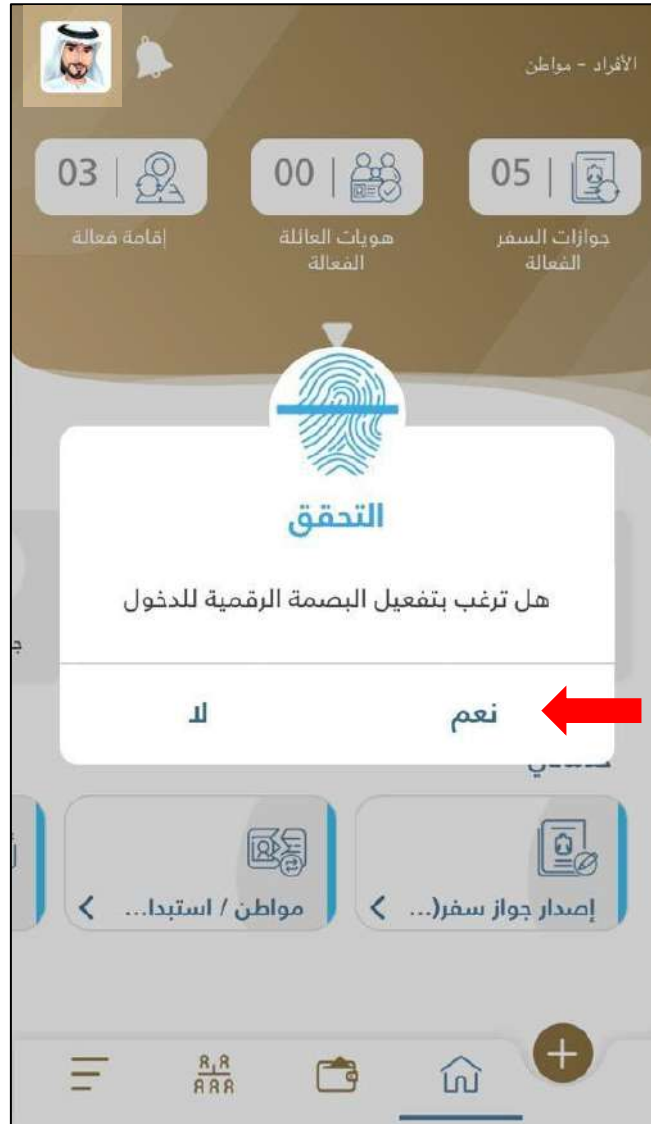 الأفراد - مواطن
05
00
03
جوازات السفر الفعالة
هويات العائلة الفعالة
إقامة فعالة
التحقق
هل ترغب بتفعيل البصمة الرقمية للدخول
نعم
لا
إصدار جواز سفر(...
مواطن / استبدا...